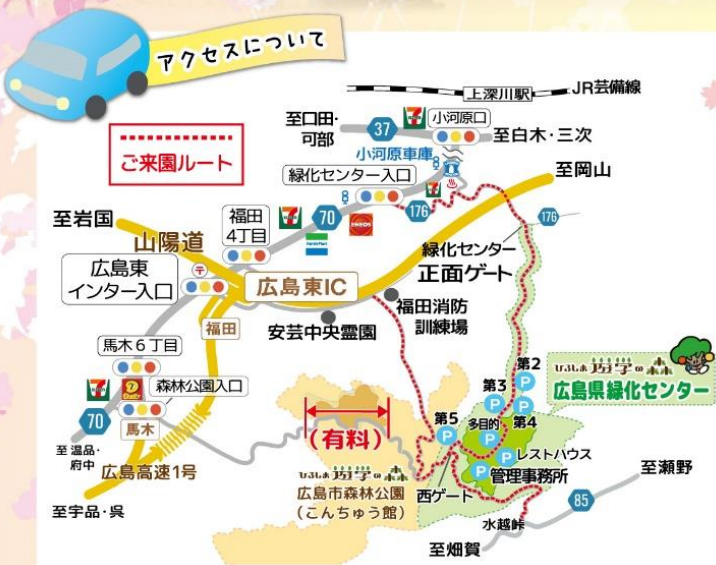 アクセスについて
上深川駅
JR芸備線
至口田・
可部
37
小河原口
至白木・三次
ご来園ルート
小河原車庫
緑化センター入口
至岡山
至岩国
山陽道
福田
4丁目
70
FamilyMart
ENEOS
176
176
緑化センター
正面ゲート
広島東
インター入口
広島東IC
福田
安芸中央霊園
福田消防
訓練場
馬木6丁目
森林公園入口
70
馬木
至温品・
府中
広島高速1号
至宇品・呉
(有料)
ひろしま遊学の森
広島市森林公園
(こんちゅう館)
ひろしま遊学の森
広島県緑化センター
第2
P
第3
P
第4
P
第5
P
多目的
P
レストハウス
P
管理事務所
P
西ゲート
水越峠
至瀬野
85
至畑賀